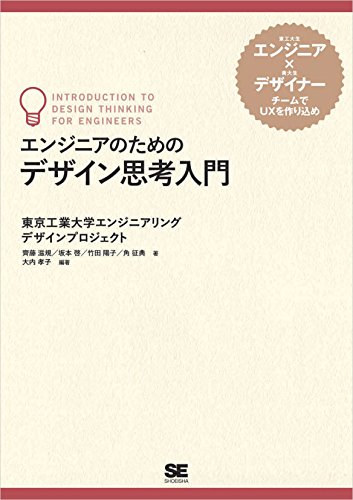 東工大生
エンジニア
×
美大生
デザイナー
チームで
UXを作り込め
INTRODUCTION TO
DESIGN THINKING
FOR ENGINEERS
エンジニアのための
デザイン思考入門
東京工業大学エンジニアリング
デザインプロジェクト
齊藤 滋規/坂本 啓/竹田 陽子/角 征典 著
大内 孝子 編著
SE
SHOEISHA